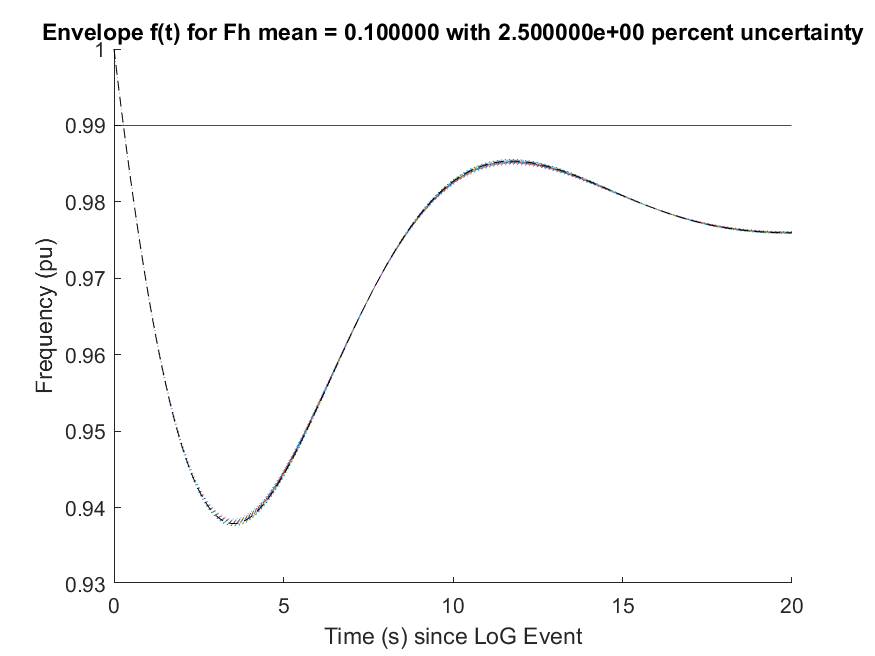 Envelope f(t) for Fh mean = 0.100000 with 2.500000e+00 percent uncertainty
1
0.99
0.98
0.97
0.96
0.95
0.94
0.93
Frequency (pu)
0 5 10 15 20
Time (s) since LoG Event